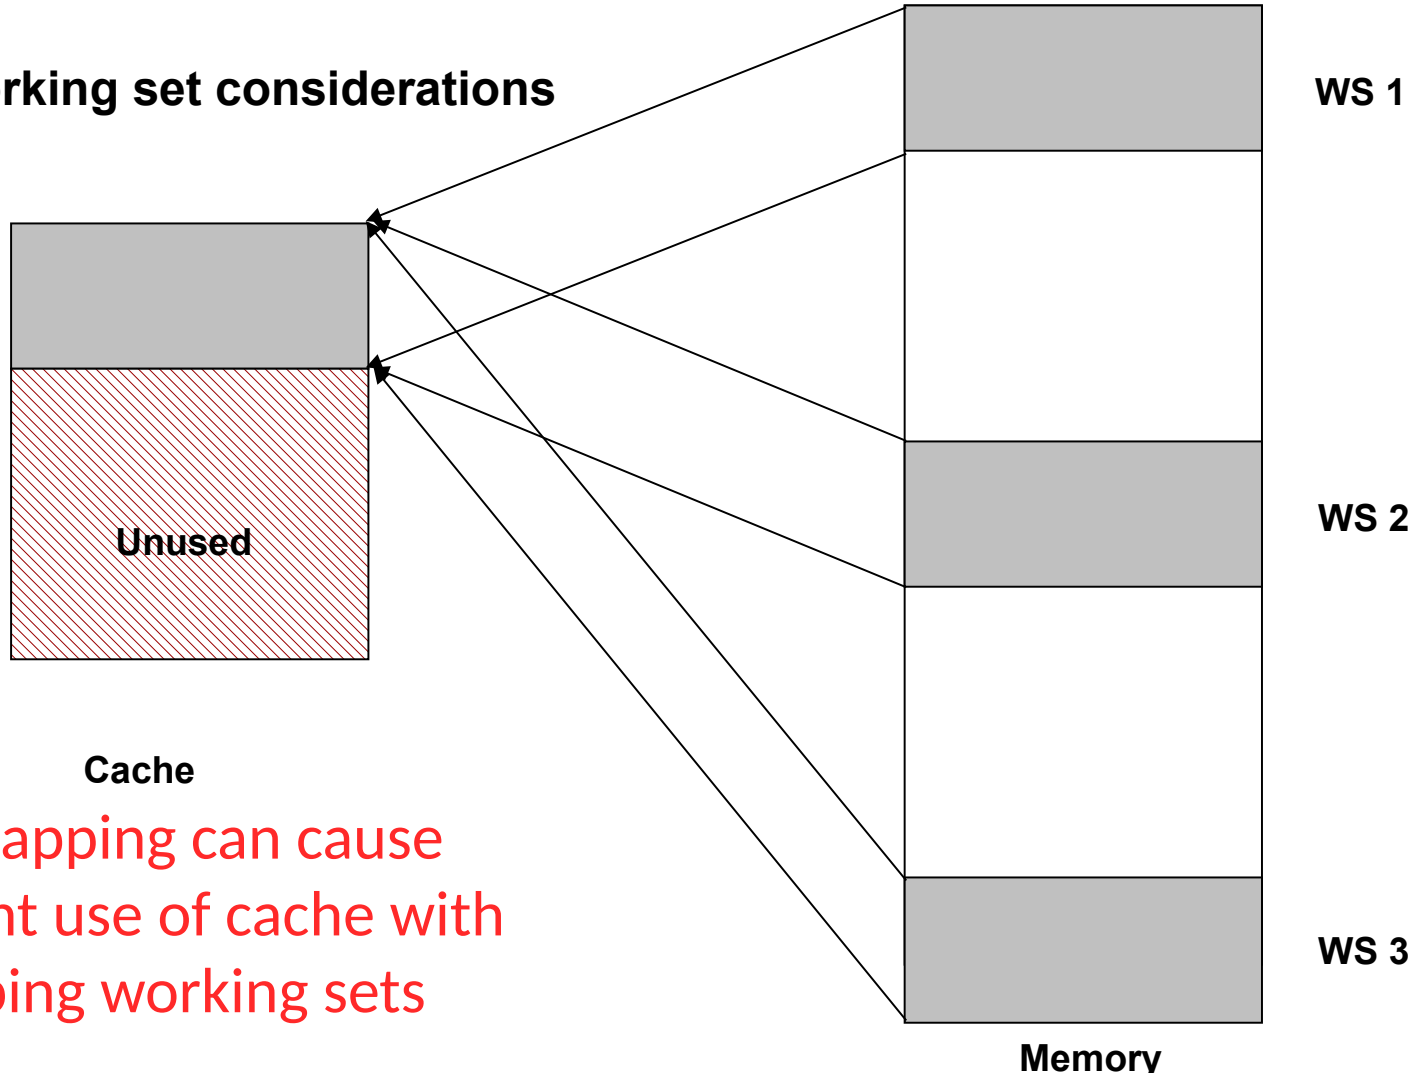 rking set considerations
WS 1
WS 2
Unused
Cache
apping can cause
nt use of cache with
ing working sets
WS 3
Memory